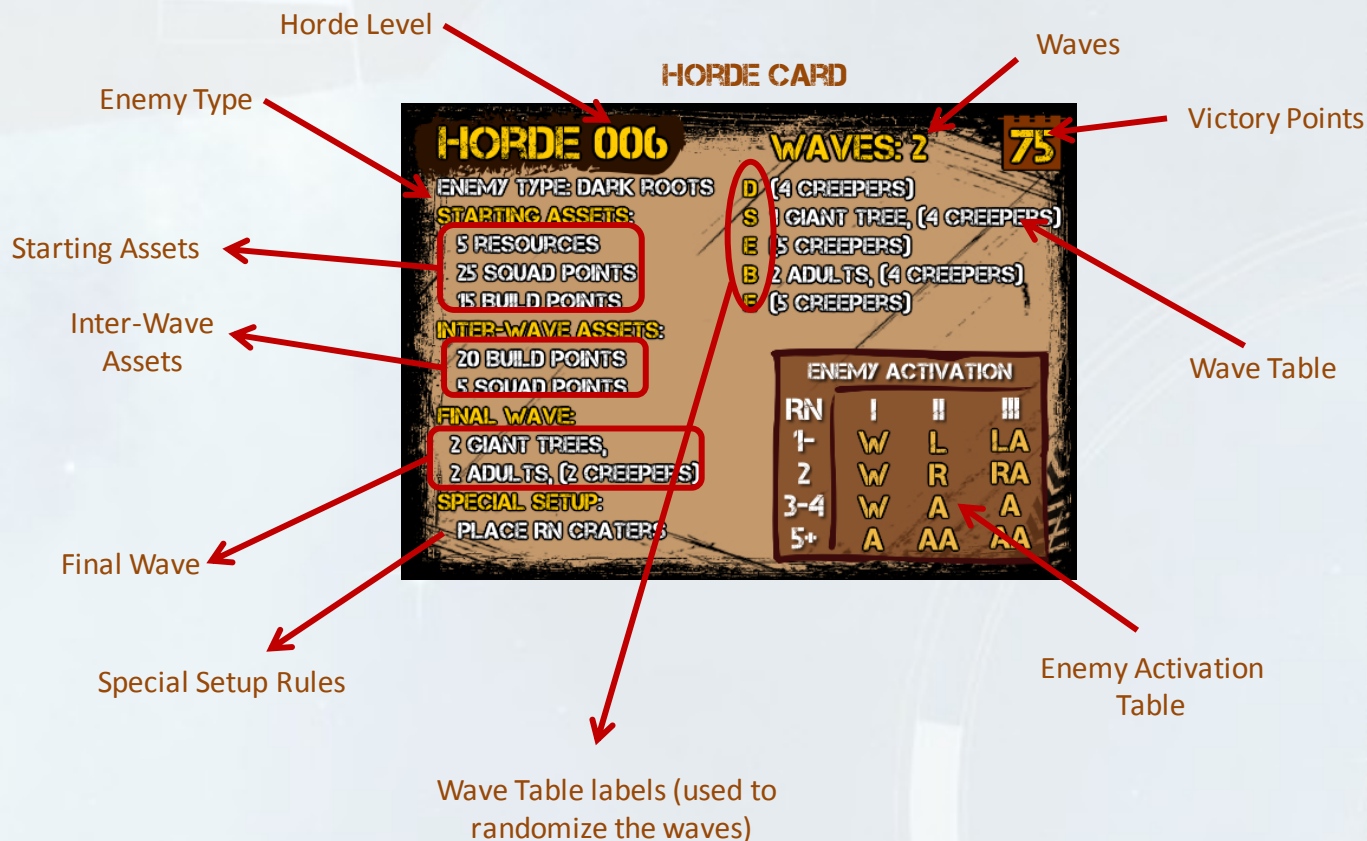 Horde Level
Waves
HORDE CARD
Enemy Type
Victory Points
HORDE 006
WAVES: 2
75
ENEMY TYPE: DARK ROOTS
STARTING ASSETS:
5 RESOURCES
25 SQUAD POINTS
15 BUILD POINTS
INTER-WAVE ASSETS:
20 BUILD POINTS
5 SQUAD POINTS
FINAL WAVE:
2 GIANT TREES,
2 ADULTS, (2 CREEPERS)
SPECIAL SETUP:
PLACE RN CRATERS
D (4 CREEPERS)
S 1 GIANT TREE, (4 CREEPERS)
E (5 CREEPERS)
B 2 ADULTS, (4 CREEPERS)
E (5 CREEPERS)
ENEMY ACTIVATION
RN I II III
1- W L LA
2 W R RA
3-4 W A A
5+ A AA AA
Starting Assets
Inter-Wave
Assets
Wave Table
Final Wave
Special Setup Rules
Enemy Activation
Table
Wave Table labels (used to
randomize the waves)